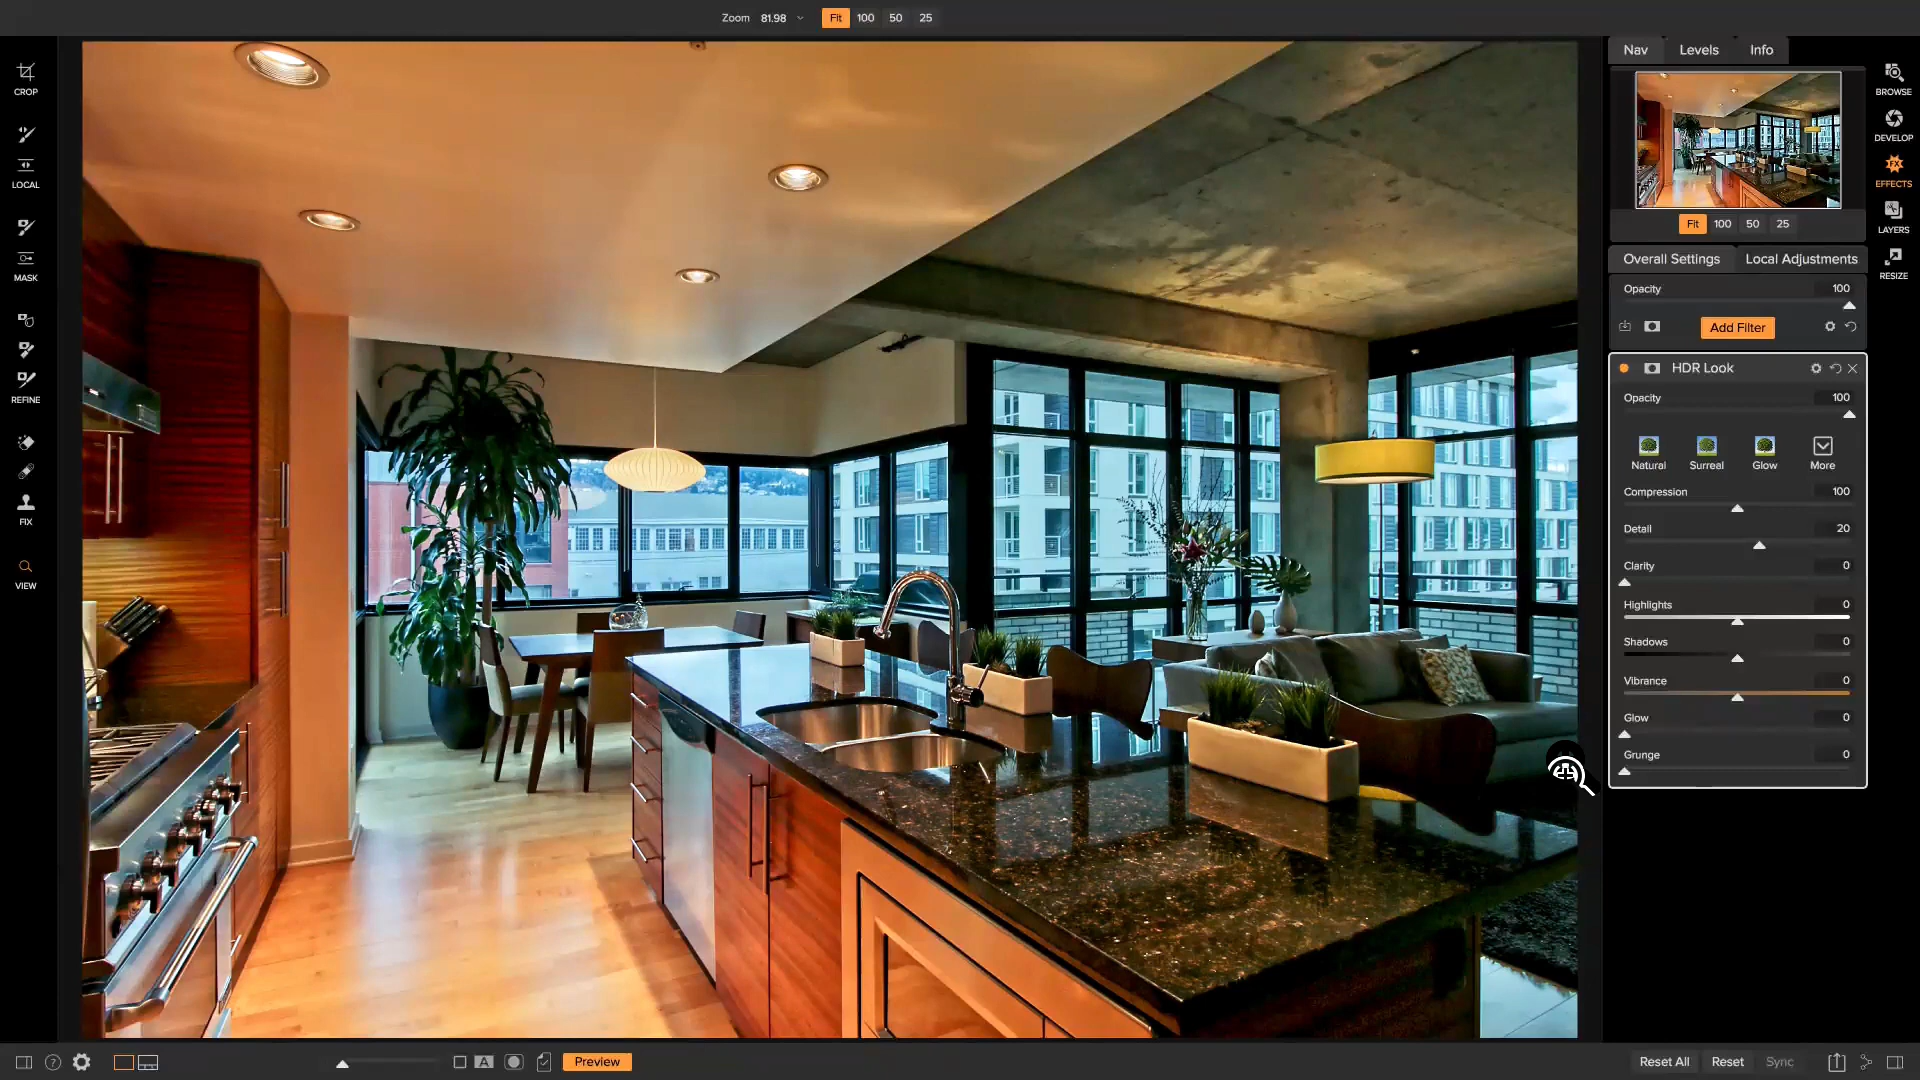 Zoom 81.98 Fit 100 50 25
Nav Levels Info
CROP
LOCAL
MASK
REFINE
FIX
VIEW
BROWSE
DEVELOP
FX
EFFECTS
LAYERS
RESIZE
Fit 100 50 25
Overall Settings Local Adjustments
Opacity 100
Add Filter
HDR Look
Opacity 100
Natural Surreal Glow More
Compression 100
Detail 20
Clarity 0
Highlights 0
Shadows 0
Vibrance 0
Glow 0
Grunge 0
? A Preview Reset All Reset Sync